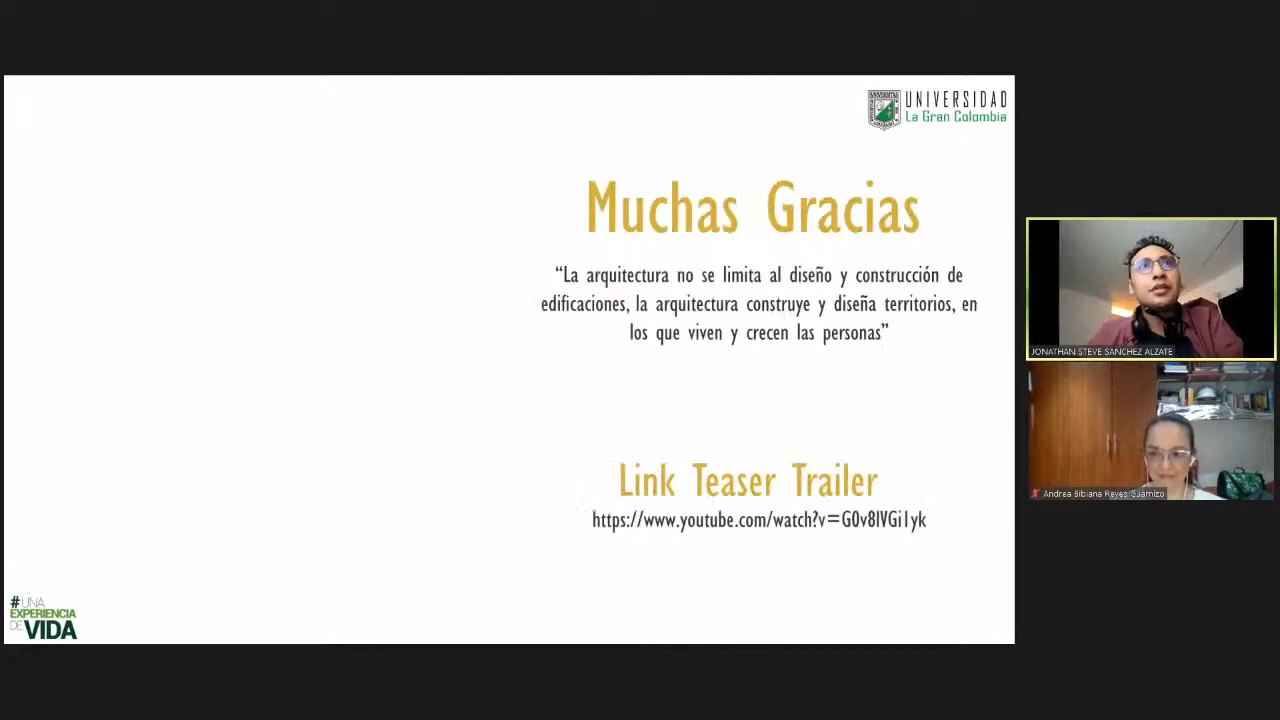 UNIVERSIDAD
La Gran Colombia
Muchas Gracias
“La arquitectura no se limita al diseño y construcción de
edificaciones, la arquitectura construye y diseña territorios, en
los que viven y crecen las personas”
Link Teaser Trailer
https://www.youtube.com/watch?v=G0v8lVGi1yk
#UNA
EXPERIENCIA
DE VIDA
JONATHAN STEVE SANCHEZ ALZATE
Andrea Bibiana Reyes Guamizo